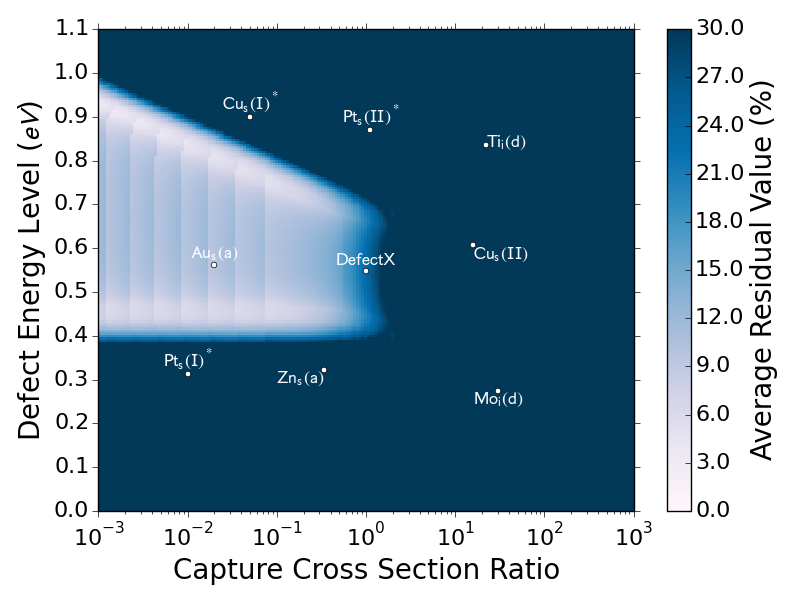 1.1
1.0
0.9
0.8
0.7
0.6
0.5
0.4
0.3
0.2
0.1
0.0
Defect Energy Level (eV)
Cuₛ(I)*
Ptₛ(II)*
Tiᵢ(d)
Auₛ(a)
DefectX
Cuₛ(II)
Ptₛ(I)*
Znₛ(a)
Moᵢ(d)
10⁻³ 10⁻² 10⁻¹ 10⁰ 10¹ 10² 10³
Capture Cross Section Ratio
30.0
27.0
24.0
21.0
18.0
15.0
12.0
9.0
6.0
3.0
0.0
Average Residual Value (%)